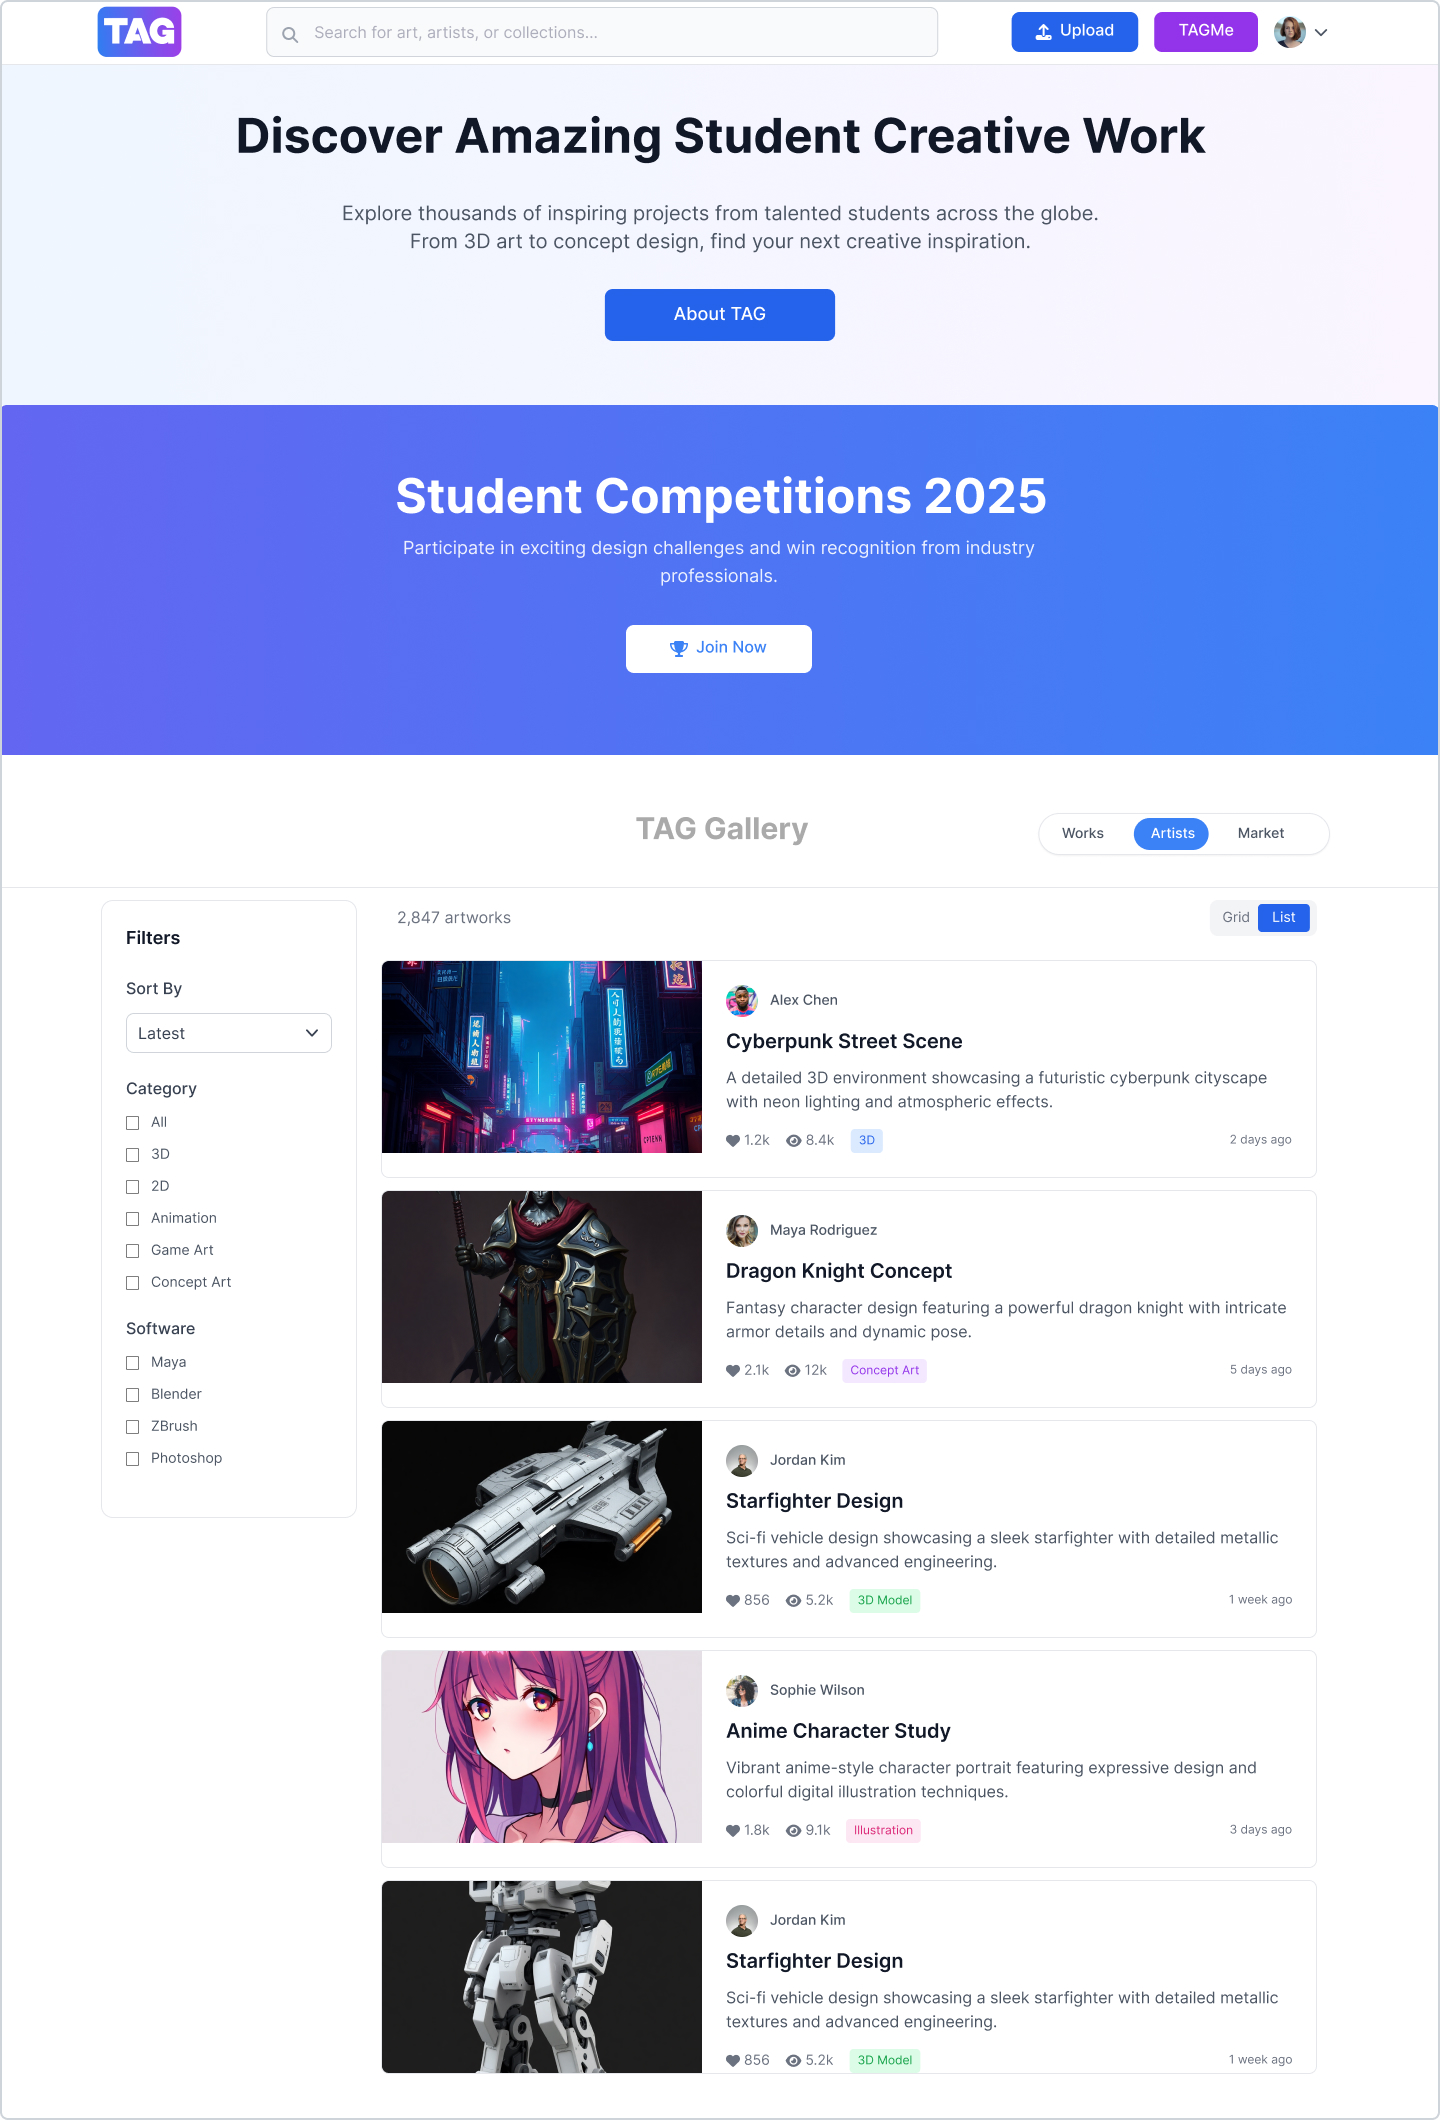 TAG
Search for art, artists, or collections...
Upload
TAGMe
Discover Amazing Student Creative Work
Explore thousands of inspiring projects from talented students across the globe.
From 3D art to concept design, find your next creative inspiration.
About TAG
Student Competitions 2025
Participate in exciting design challenges and win recognition from industry
professionals.
Join Now
TAG Gallery
Works
Artists
Market
Filters
Sort By
Latest
Category
All
3D
2D
Animation
Game Art
Concept Art
Software
Maya
Blender
ZBrush
Photoshop
2,847 artworks
Grid
List
Alex Chen
Cyberpunk Street Scene
A detailed 3D environment showcasing a futuristic cyberpunk cityscape
with neon lighting and atmospheric effects.
1.2k
8.4k
3D
2 days ago
Maya Rodriguez
Dragon Knight Concept
Fantasy character design featuring a powerful dragon knight with intricate
armor details and dynamic pose.
2.1k
12k
Concept Art
5 days ago
Jordan Kim
Starfighter Design
Sci-fi vehicle design showcasing a sleek starfighter with detailed metallic
textures and advanced engineering.
856
5.2k
3D Model
1 week ago
Sophie Wilson
Anime Character Study
Vibrant anime-style character portrait featuring expressive design and
colorful digital illustration techniques.
1.8k
9.1k
Illustration
3 days ago
Jordan Kim
Starfighter Design
Sci-fi vehicle design showcasing a sleek starfighter with detailed metallic
textures and advanced engineering.
856
5.2k
3D Model
1 week ago